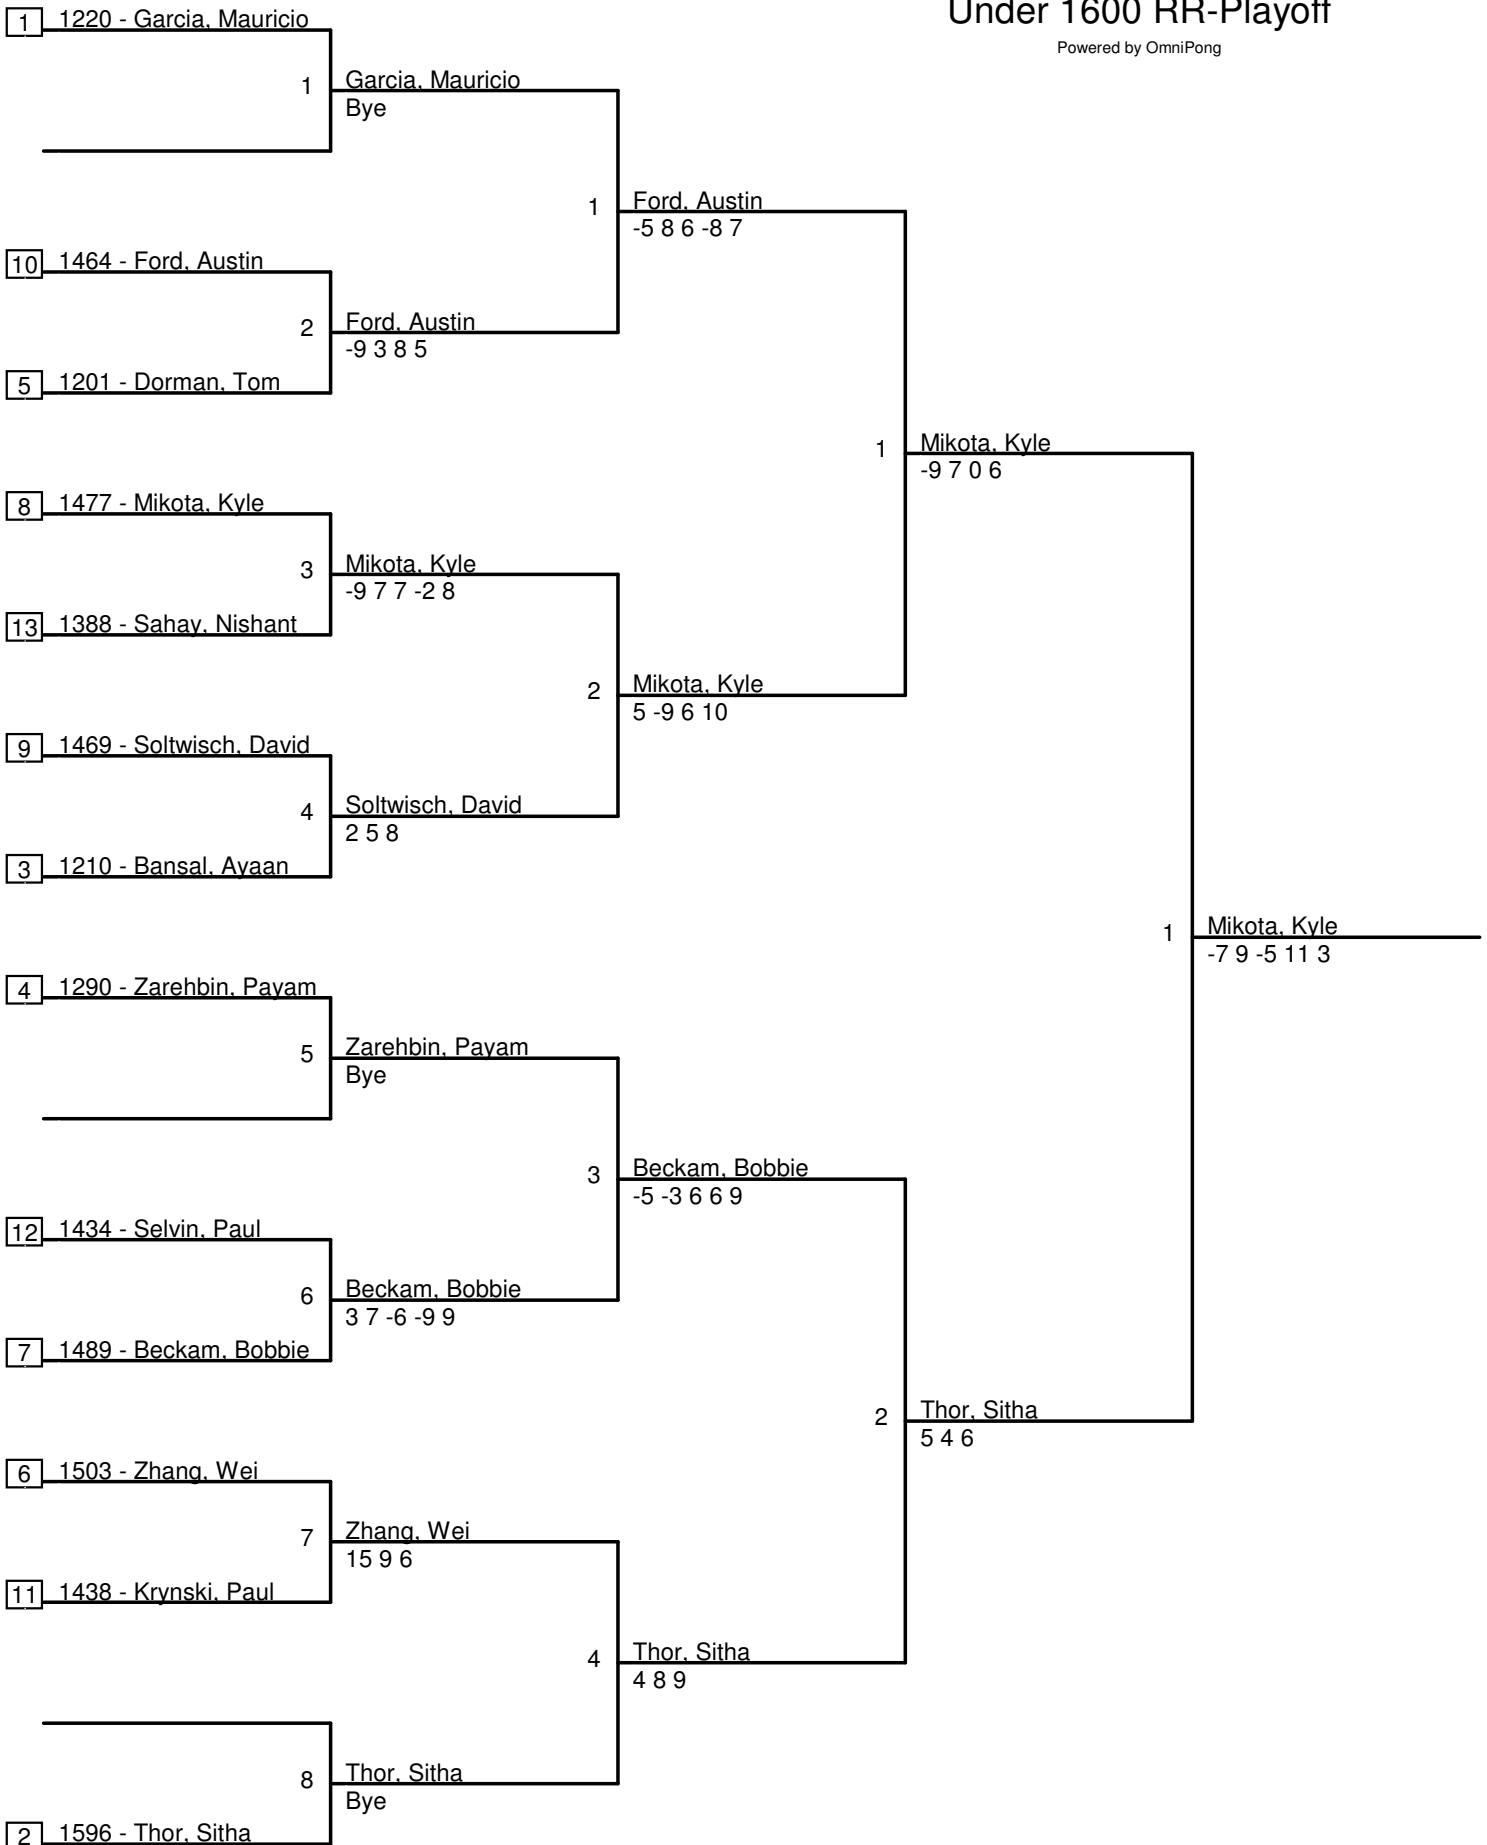 Under 1600 RR-Playoff
Powered by OmniPong
1 1220 - Garcia, Mauricio
1 Garcia, Mauricio
Bye
1 Ford, Austin
-5 8 6 -8 7
10 1464 - Ford, Austin
2 Ford, Austin
-9 3 8 5
5 1201 - Dorman, Tom
1 Mikota, Kyle
-9 7 0 6
8 1477 - Mikota, Kyle
3 Mikota, Kyle
-9 7 7 -2 8
13 1388 - Sahay, Nishant
2 Mikota, Kyle
5 -9 6 10
9 1469 - Soltwisch, David
4 Soltwisch, David
2 5 8
3 1210 - Bansal, Ayaan
1 Mikota, Kyle
-7 9 -5 11 3
4 1290 - Zarehbin, Payam
5 Zarehbin, Payam
Bye
3 Beckam, Bobbie
-5 -3 6 6 9
12 1434 - Selvin, Paul
6 Beckam, Bobbie
3 7 -6 -9 9
7 1489 - Beckam, Bobbie
2 Thor, Sitha
5 4 6
6 1503 - Zhang, Wei
7 Zhang, Wei
15 9 6
11 1438 - Krynski, Paul
4 Thor, Sitha
4 8 9
8 Thor, Sitha
Bye
2 1596 - Thor, Sitha